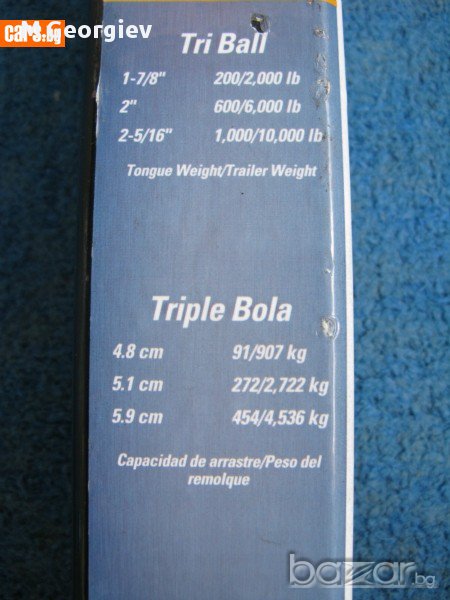 M.Georgiev
cars.bg
Tri Ball
1-7/8" 200/2,000 lb
2" 600/6,000 lb
2-5/16" 1,000/10,000 lb
Tongue Weight/Trailer Weight
Triple Bola
4.8 cm 91/907 kg
5.1 cm 272/2,722 kg
5.9 cm 454/4,536 kg
Capacidad de arrastre/Peso del
remolque
bazar.bg